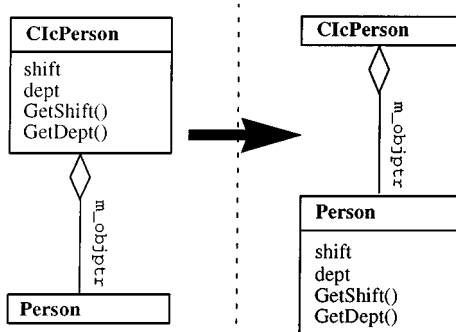 CIcPerson
shift
dept
GetShift()
GetDept()
m_objptr
Person
CIcPerson
m_objptr
Person
shift
dept
GetShift()
GetDept()